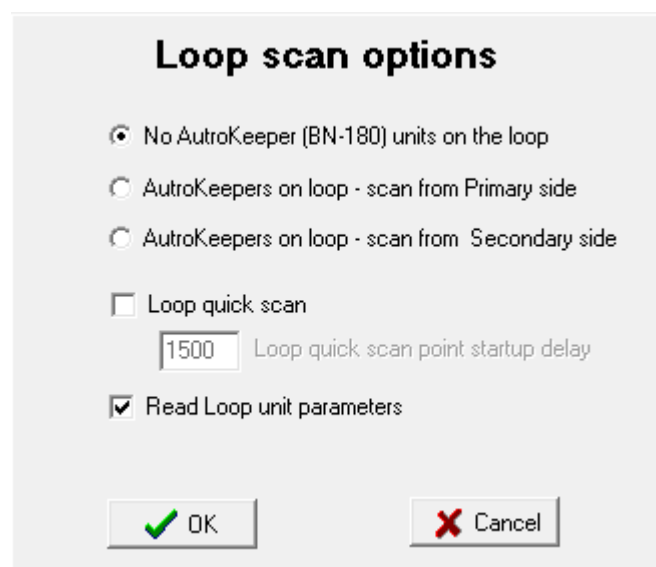 Loop scan options
No AutroKeeper (BN-180) units on the loop
AutroKeepers on loop - scan from Primary side
AutroKeepers on loop - scan from  Secondary side
Loop quick scan
1500 Loop quick scan point startup delay
Read Loop unit parameters
OK Cancel